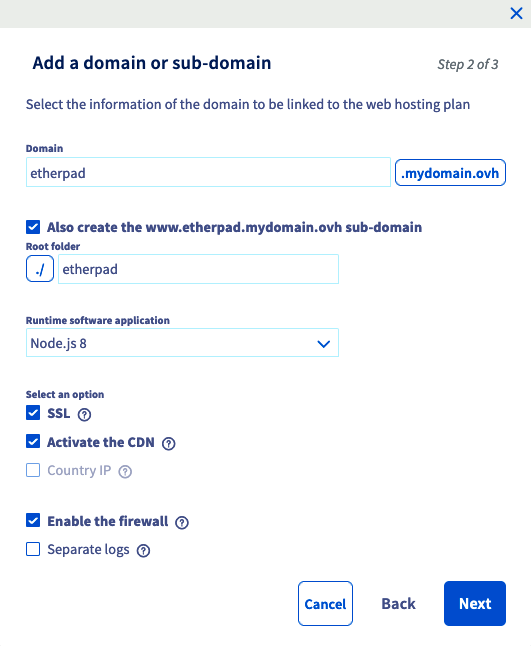 Add a domain or sub-domain
Step 2 of 3
Select the information of the domain to be linked to the web hosting plan
Domain
etherpad
.mydomain.ovh
Also create the www.etherpad.mydomain.ovh sub-domain
Root folder
./
etherpad
Runtime software application
Node.js 8
Select an option
SSL ?
Activate the CDN ?
Country IP ?
Enable the firewall ?
Separate logs ?
Cancel
Back
Next